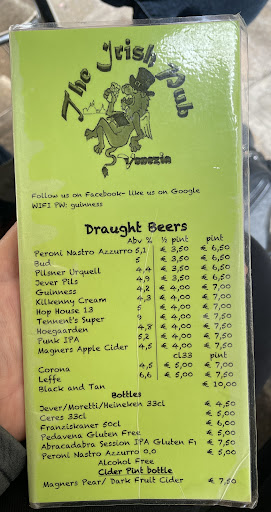 The Irish Pub
Venezia
Follow us on Facebook- like us on Google
WIFI PW: guinness
Draught Beers
Abv % ½ pint pint
Peroni Nastro Azzurro 5,1 € 3,50 € 6,50
Bud 5 € 3,50 € 6,50
Pilsner Urquell 4,4 € 3,50 € 6,50
Jever Pils 4,9 € 3,50 € 6,50
Guinness 4,2 € 4,00 € 7,00
Kilkenny Cream 4,3 € 4,00 € 7,00
Hop House 13 5 € 4,00 € 7,00
Tennent's Super 9 € 4,00 € 7,50
Hoegaarden 4,8 € 4,00 € 7,00
Punk IPA 5,2 € 4,00 € 7,50
Magners Apple Cider 4,5 € 4,00 € 7,00
cl33 pint
Corona 4,5 € 5,00 € 7,00
Leffe 6,6 € 5,00 € 7,50
Black and Tan € 10,00
Bottles
Jever/Moretti/Heineken 33cl € 4,50
Ceres 33cl € 5,00
Franziskaner 50cl € 6,00
Pedavena Gluten Free € 5,00
Abracadabra Session IPA Gluten Fr € 7,50
Peroni Nastro Azzurro 0.0 € 5,00
Alcohol Free
Cider Pint bottle
Magners Pear/ Dark Fruit Cider € 7,50